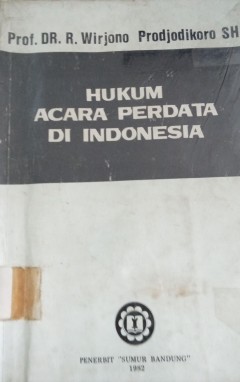 Prof. DR. R. Wirjono Prodjodikoro SH
HUKUM
ACARA PERDATA
DI INDONESIA
PENERBIT "SUMUR BANDUNG"
1982